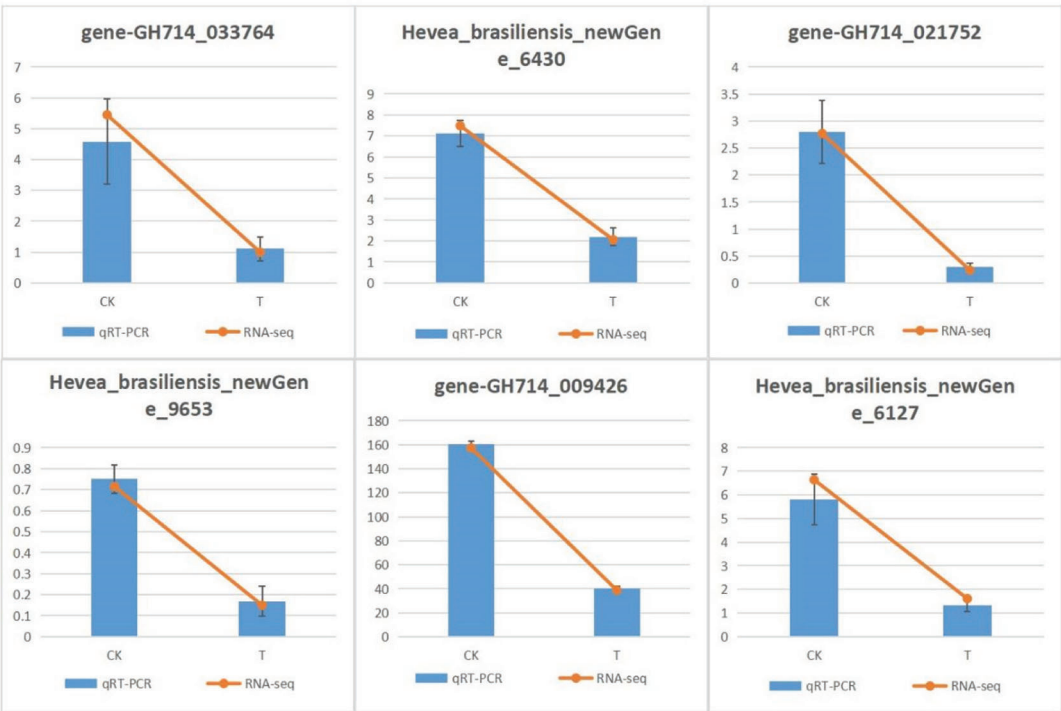 gene-GH714_033764
7
6
5
4
3
2
1
0
CK T
qRT-PCR RNA-seq
Hevea_brasiliensis_newGen
e_6430
9
8
7
6
5
4
3
2
1
0
CK T
qRT-PCR RNA-seq
gene-GH714_021752
4
3.5
3
2.5
2
1.5
1
0.5
0
CK T
qRT-PCR RNA-seq
Hevea_brasiliensis_newGen
e_9653
0.9
0.8
0.7
0.6
0.5
0.4
0.3
0.2
0.1
0
CK T
qRT-PCR RNA-seq
gene-GH714_009426
180
160
140
120
100
80
60
40
20
0
CK T
qRT-PCR RNA-seq
Hevea_brasiliensis_newGen
e_6127
8
7
6
5
4
3
2
1
0
CK T
qRT-PCR RNA-seq